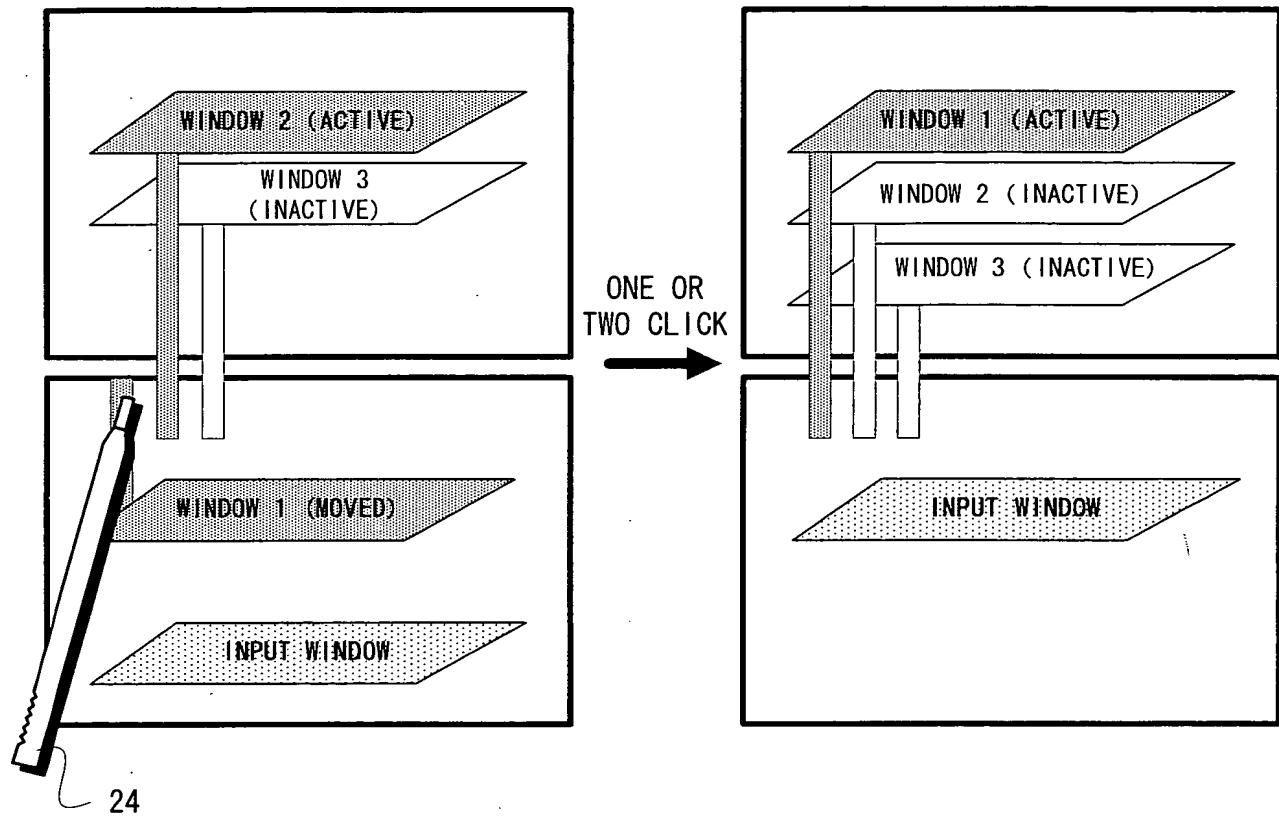 WINDOW 2 (ACTIVE)
WINDOW 3
(INACTIVE)
WINDOW 1 (MOVED)
INPUT WINDOW
24
ONE OR
TWO CLICK
WINDOW 1 (ACTIVE)
WINDOW 2 (INACTIVE)
WINDOW 3 (INACTIVE)
INPUT WINDOW